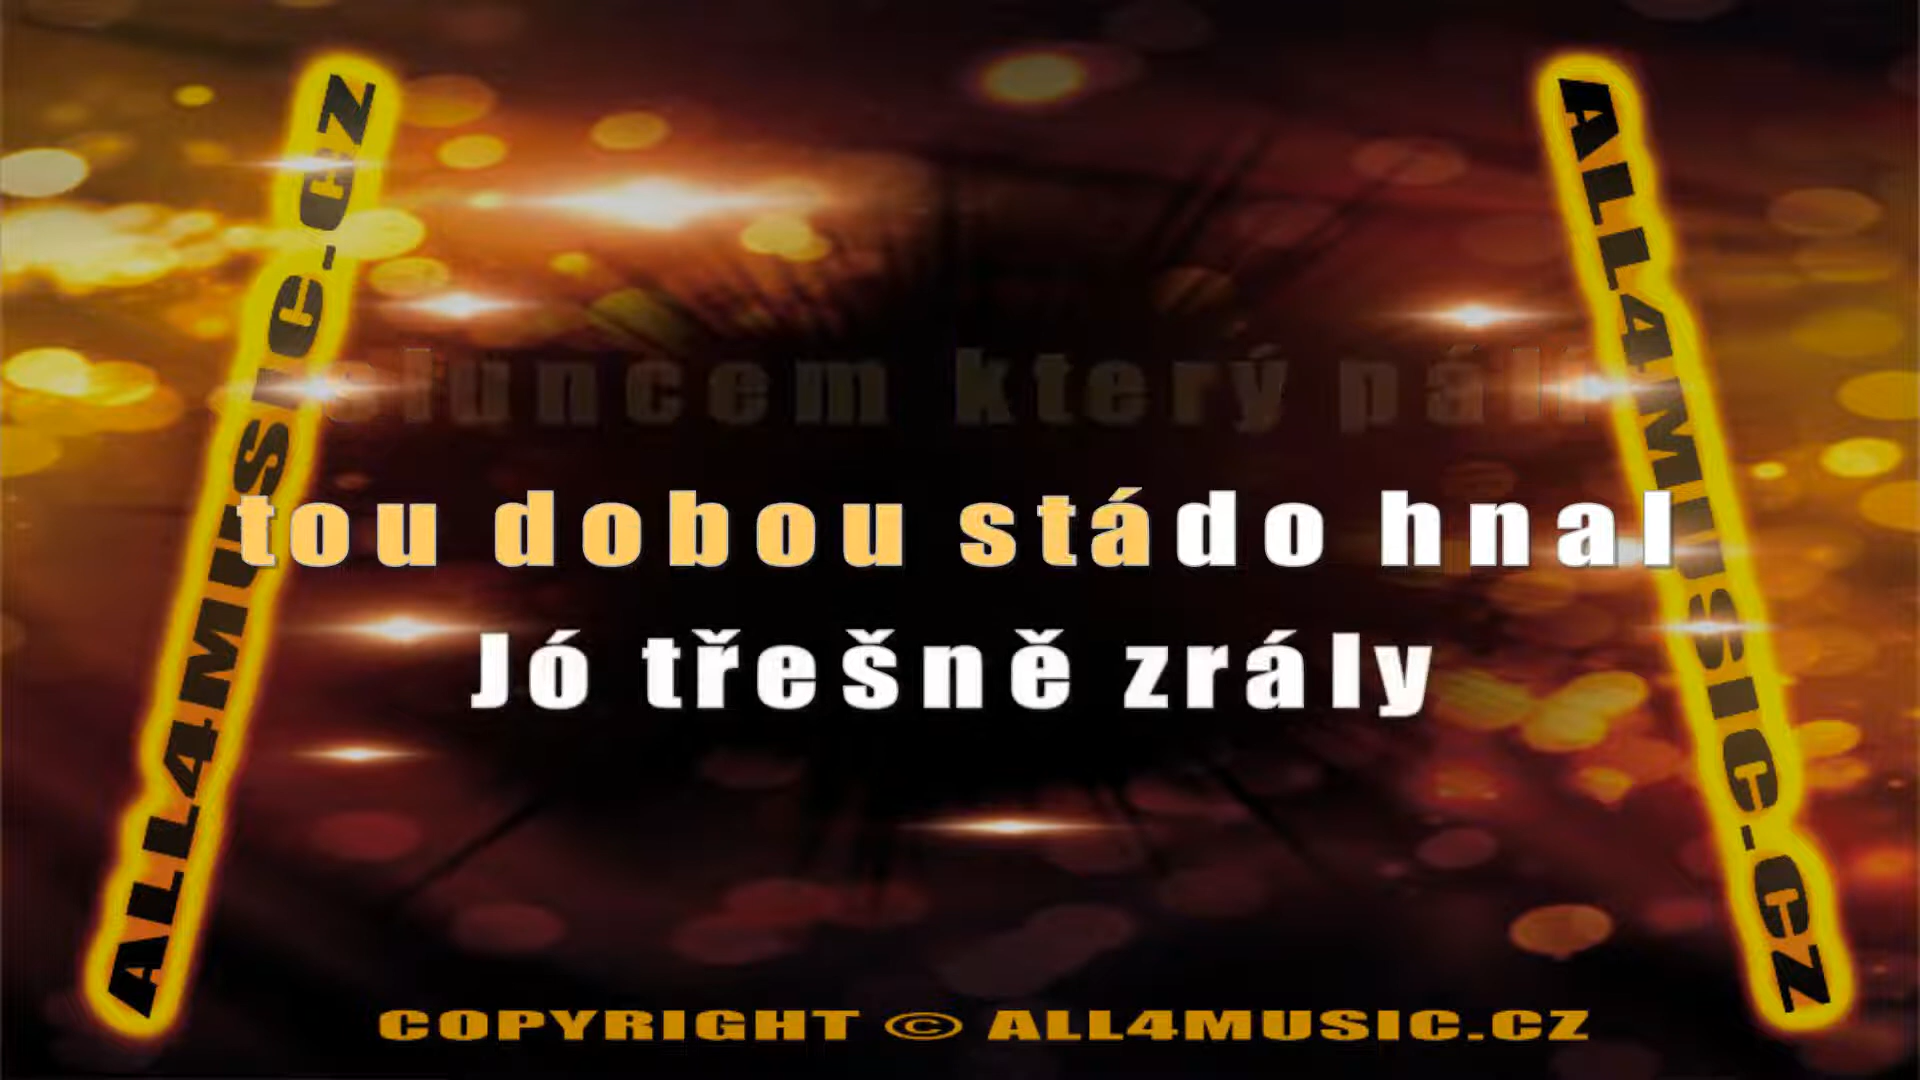 ALL4MUSIC.CZ
ALL4MUSIC.CZ
sluncem který pálí
tou dobou stádo hnal
Jó třešně zrály
COPYRIGHT © ALL4MUSIC.CZ